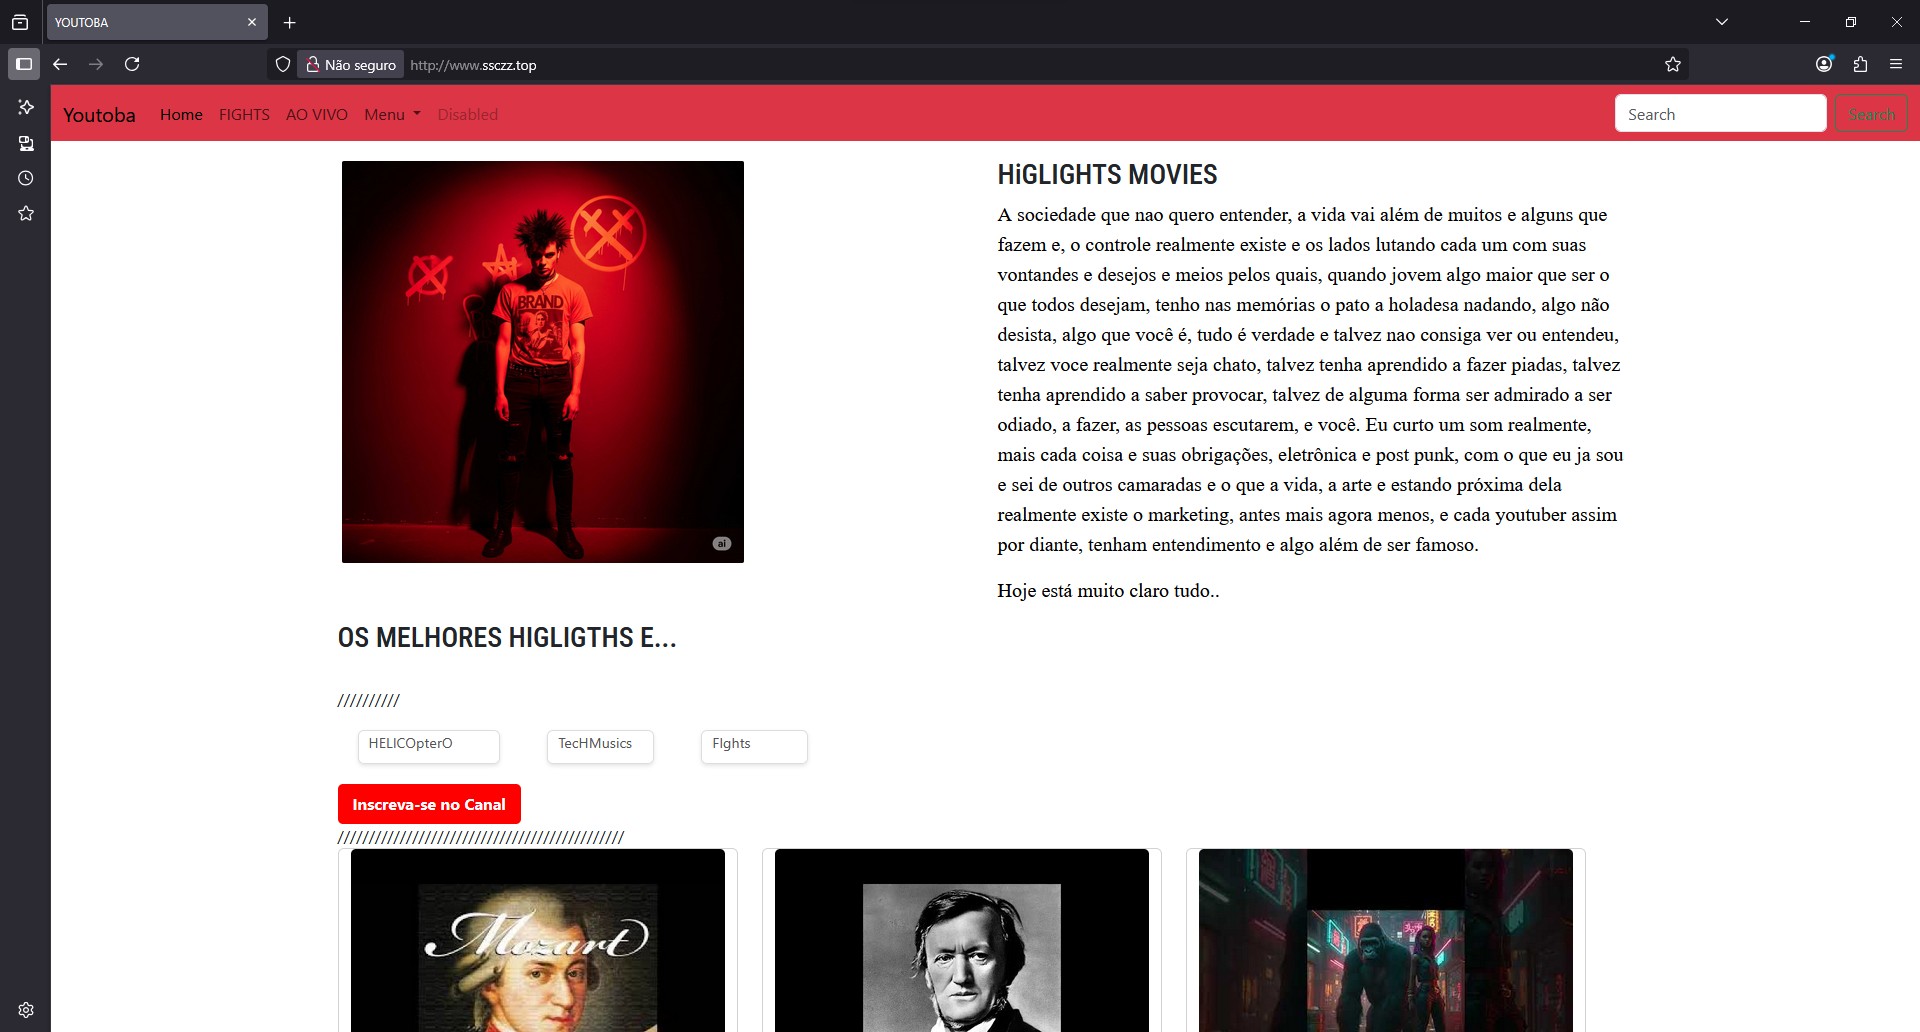 YOUTOBA
Não seguro http://www.ssczz.top
Youtoba Home FIGHTS AO VIVO Menu Disabled Search Search
BRAND
ai
HiGLIGHTS MOVIES
A sociedade que nao quero entender, a vida vai além de muitos e alguns que
fazem e, o controle realmente existe e os lados lutando cada um com suas
vontandes e desejos e meios pelos quais, quando jovem algo maior que ser o
que todos desejam, tenho nas memórias o pato a holadesa nadando, algo não
desista, algo que você é, tudo é verdade e talvez nao consiga ver ou entendeu,
talvez voce realmente seja chato, talvez tenha aprendido a fazer piadas, talvez
tenha aprendido a saber provocar, talvez de alguma forma ser admirado a ser
odiado, a fazer, as pessoas escutarem, e você. Eu curto um som realmente,
mais cada coisa e suas obrigações, eletrônica e post punk, com o que eu ja sou
e sei de outros camaradas e o que a vida, a arte e estando próxima dela
realmente existe o marketing, antes mais agora menos, e cada youtuber assim
por diante, tenham entendimento e algo além de ser famoso.
Hoje está muito claro tudo..
OS MELHORES HIGLIGTHS E...
//////////
HELICOpterO TecHMusics FIghts
Inscreva-se no Canal
//////////////////////////////////////////////
Mozart